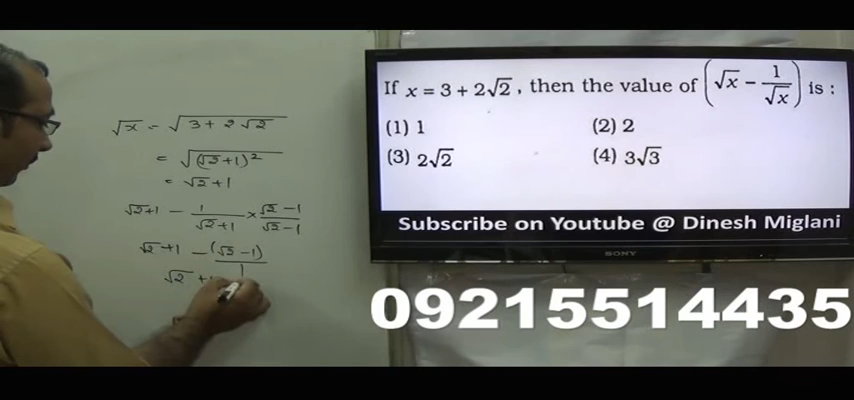 √x = √3 + 2√2
= √(√2+1)²
= √2+1
√2+1 − 1/√2+1 × √2−1/√2−1
√2+1 − (√2−1)/1
√2 +
If x = 3 + 2√2, then the value of (√x − 1/√x) is :
(1) 1 (2) 2
(3) 2√2 (4) 3√3
Subscribe on Youtube @ Dinesh Miglani
SONY
09215514435